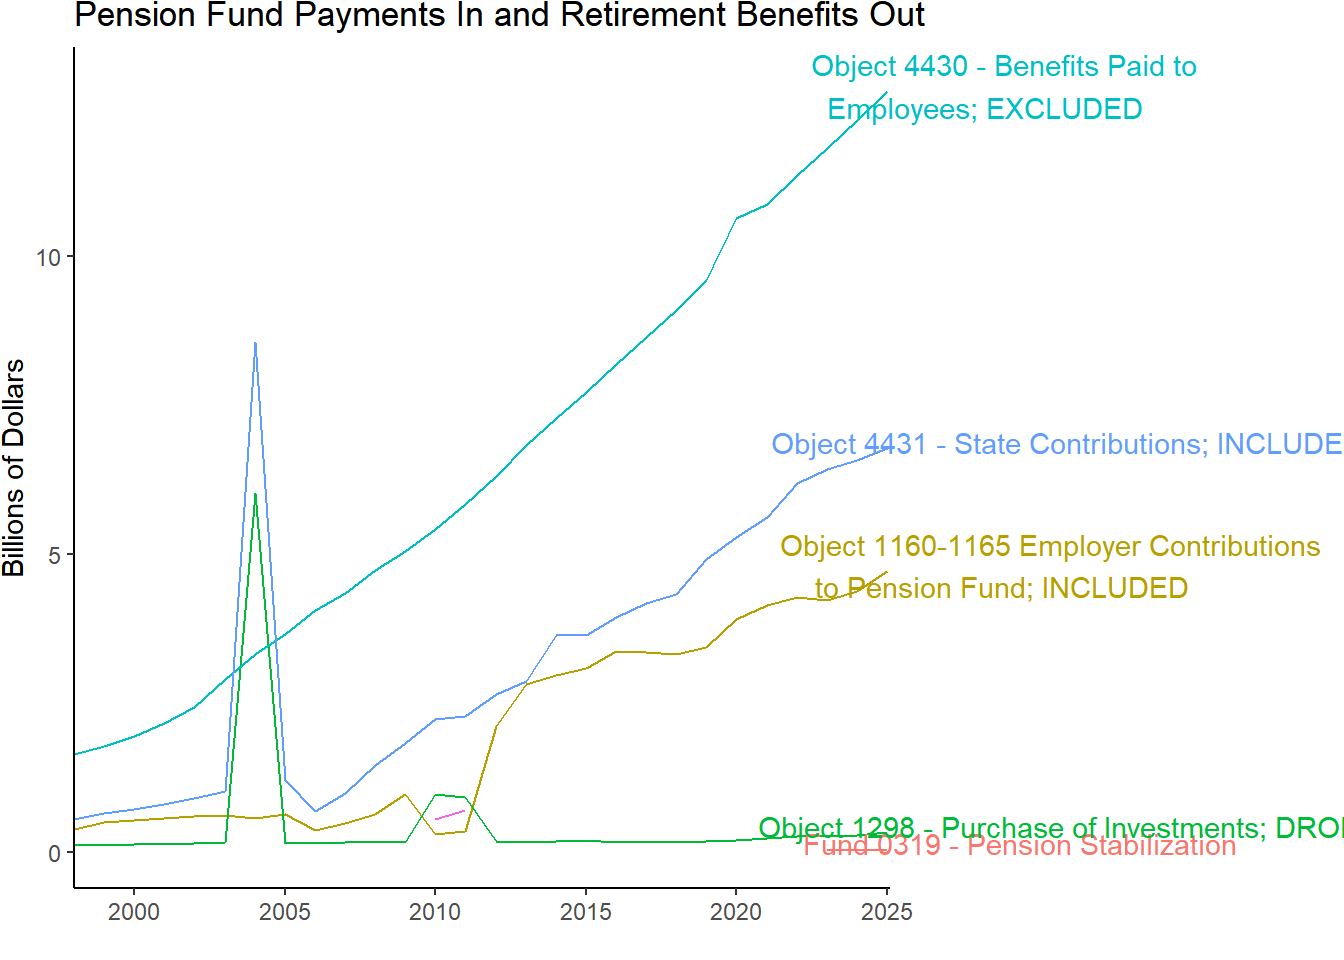 Pension Fund Payments In and Retirement Benefits Out
Object 4430 - Benefits Paid to
Employees; EXCLUDED
Object 4431 - State Contributions; INCLUDE
Object 1160-1165 Employer Contributions
to Pension Fund; INCLUDED
Object 1298 - Purchase of Investments; DRO
Fund 0319 - Pension Stabilization
Billions of Dollars
10
5
0
2000 2005 2010 2015 2020 2025